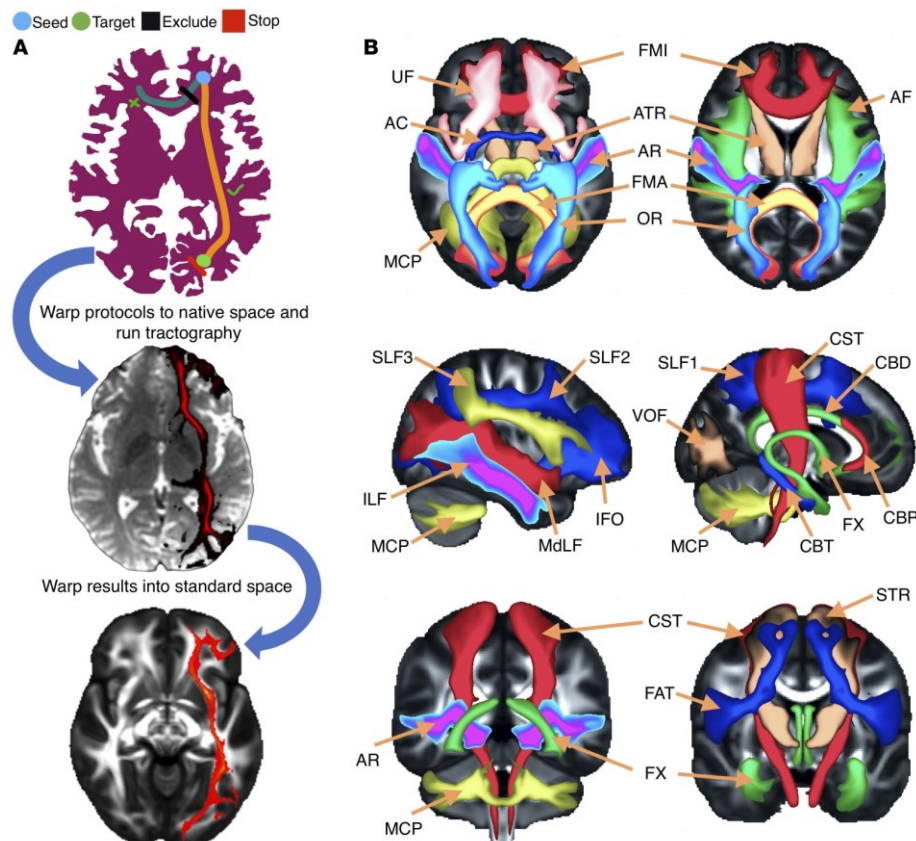 Seed Target Exclude Stop
A
Warp protocols to native space and
run tractography
Warp results into standard space
B
UF
FMI
AC
ATR
AF
AR
FMA
OR
MCP
SLF3
SLF2
ILF
MCP
MdLF
IFO
CST
SLF1
CBD
VOF
MCP
CBT
FX
CBP
CST
STR
FAT
AR
FX
MCP